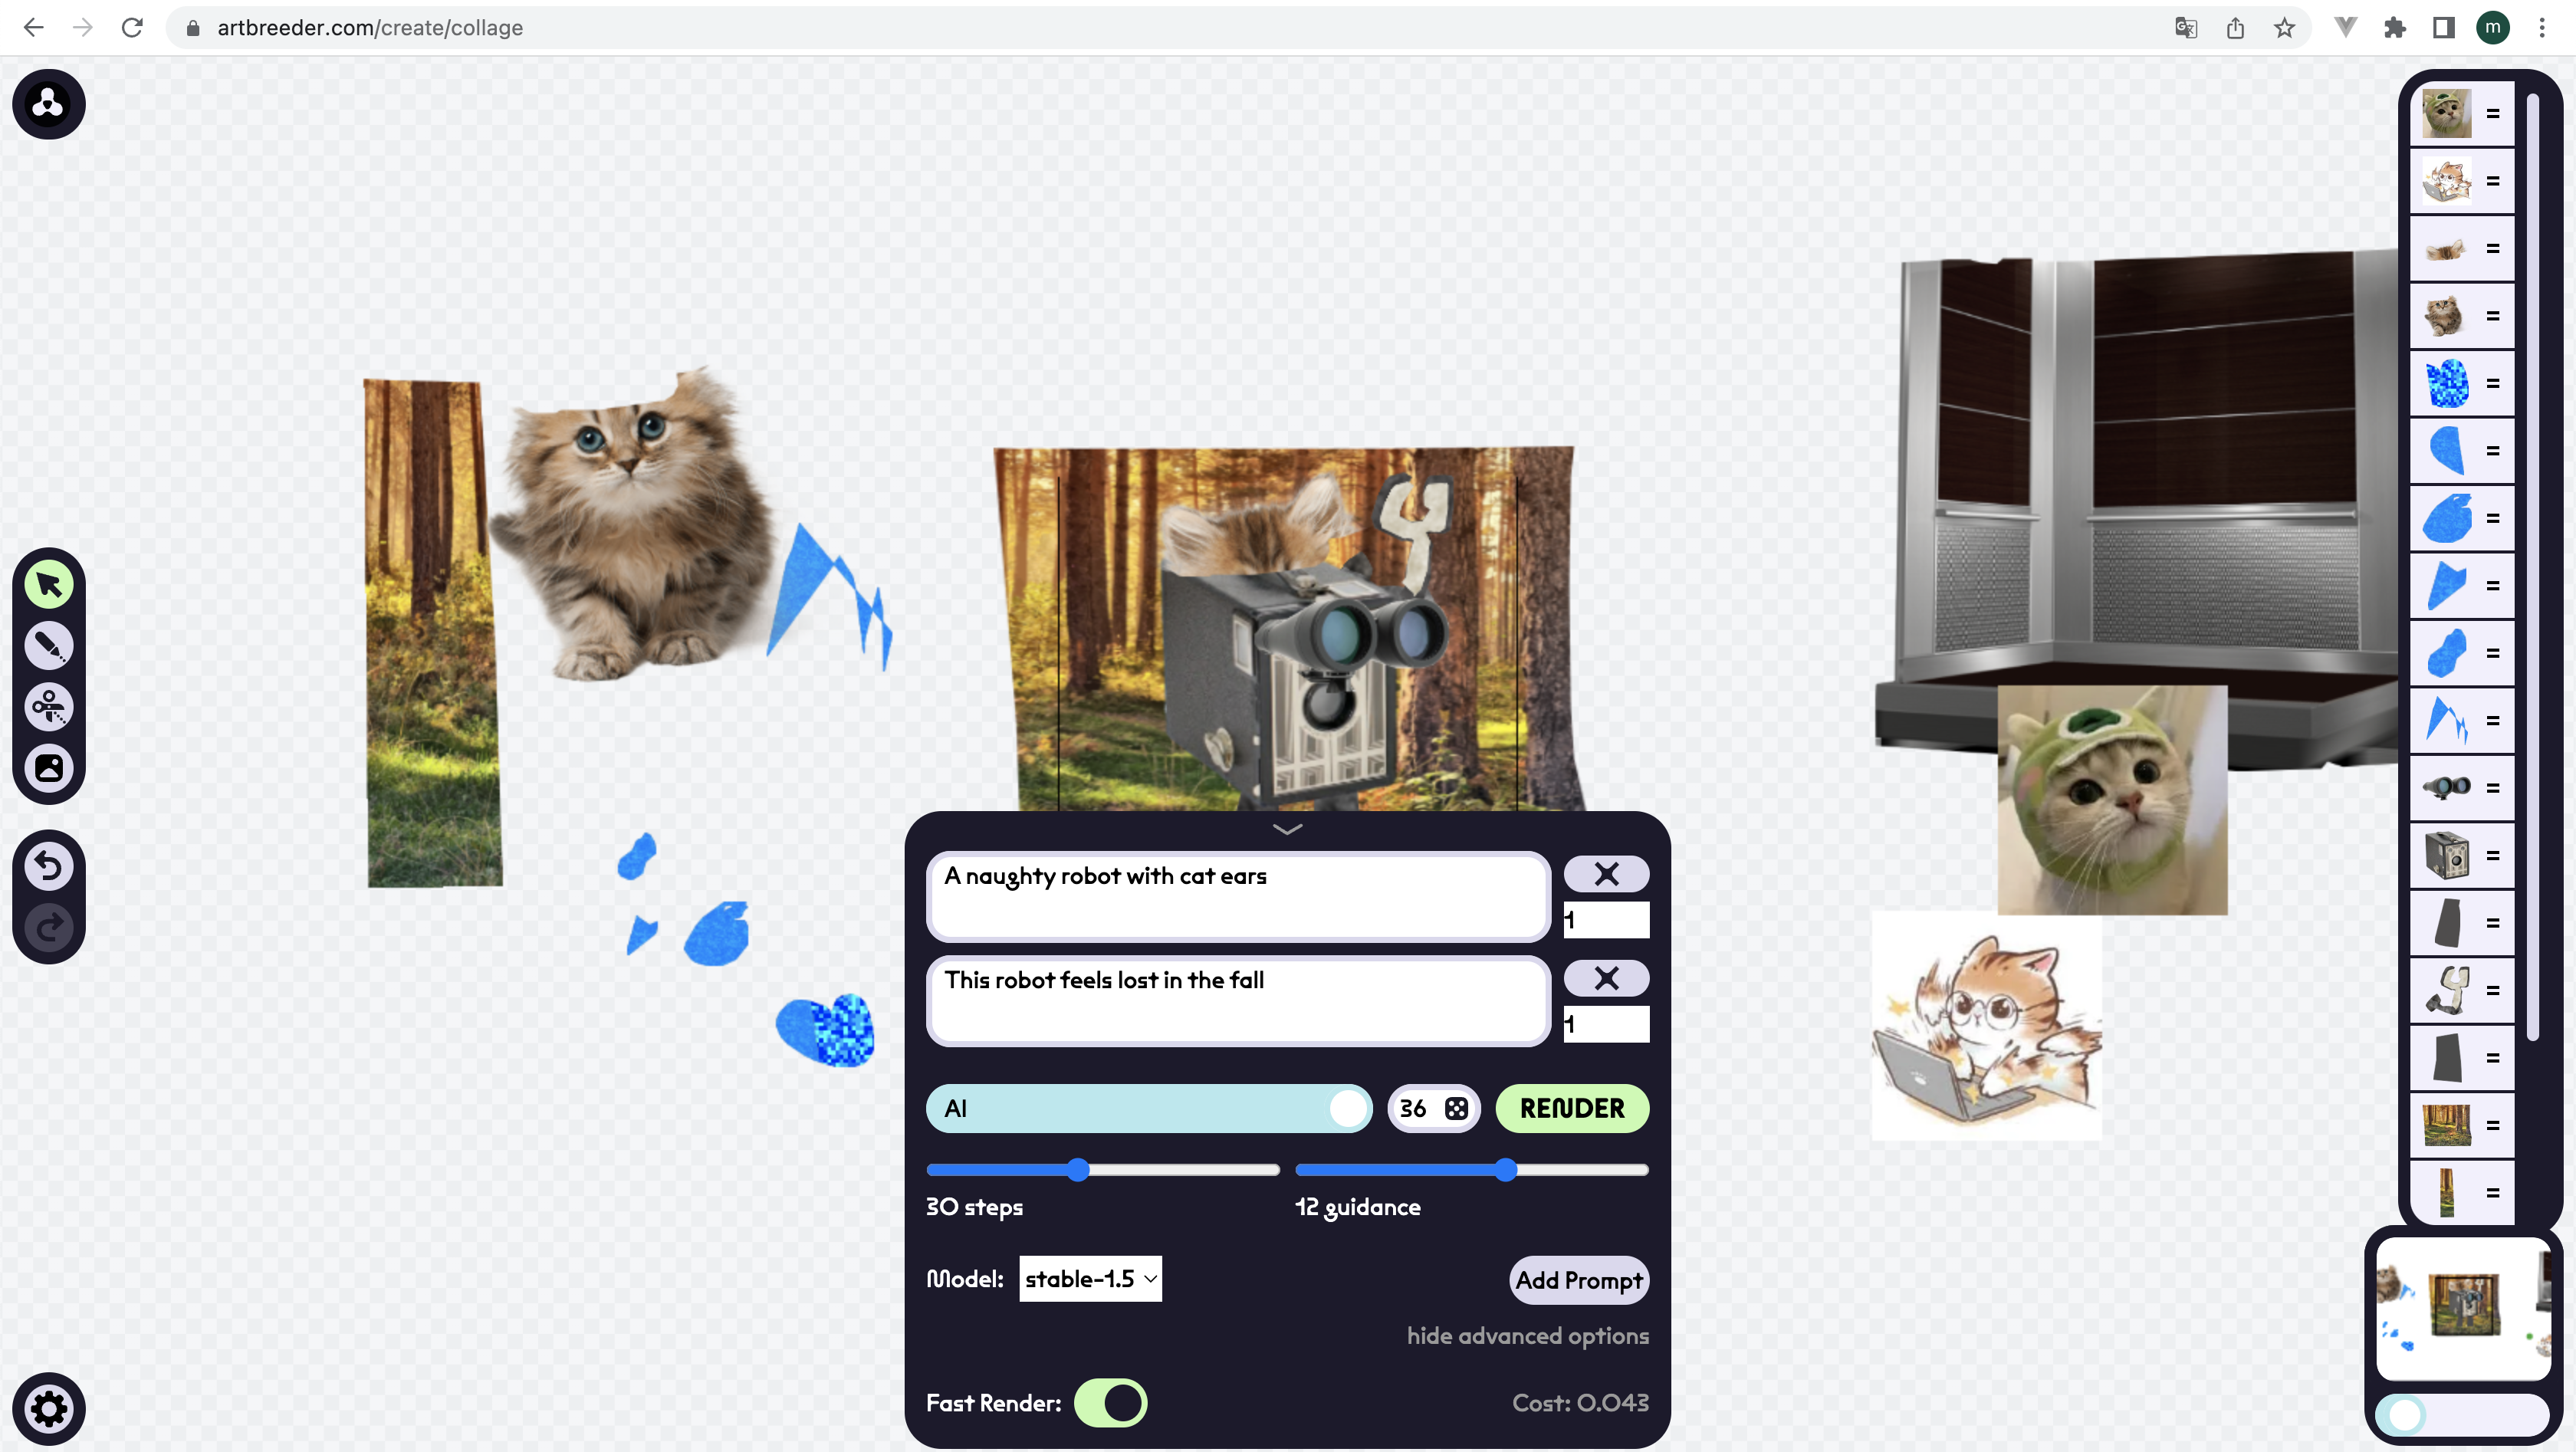 artbreeder.com/create/collage
m
A naughty robot with cat ears
1
This robot feels lost in the fall
1
AI
36
RENDER
30 steps
12 guidance
Model:
stable-1.5
Add Prompt
hide advanced options
Fast Render:
Cost: 0.043